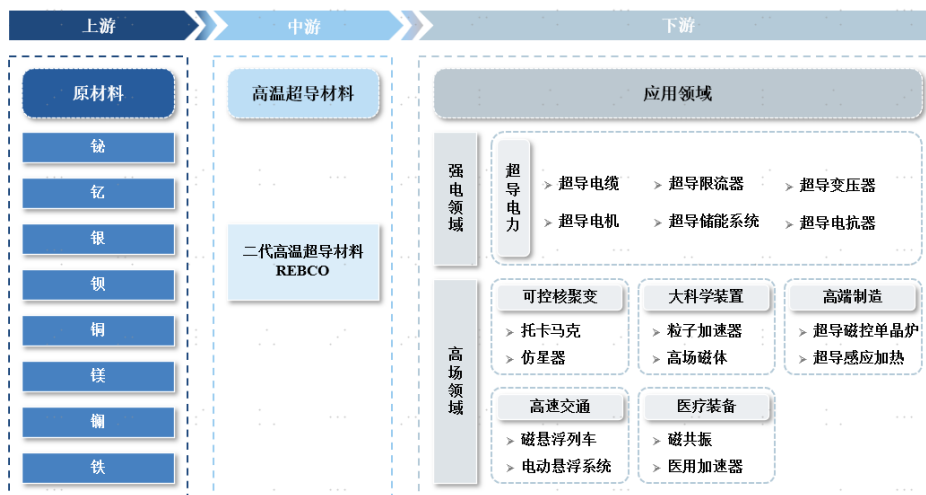 上游
中游
下游
原材料
铋
钇
银
钡
铜
镁
镧
铁
高温超导材料
二代高温超导材料
REBCO
应用领域
强电领域
超导电力
超导电缆
超导限流器
超导变压器
超导电机
超导储能系统
超导电抗器
高场领域
可控核聚变
托卡马克
仿星器
大科学装置
粒子加速器
高场磁体
高端制造
超导磁控单晶炉
超导感应加热
高速交通
磁悬浮列车
电动悬浮系统
医疗装备
磁共振
医用加速器